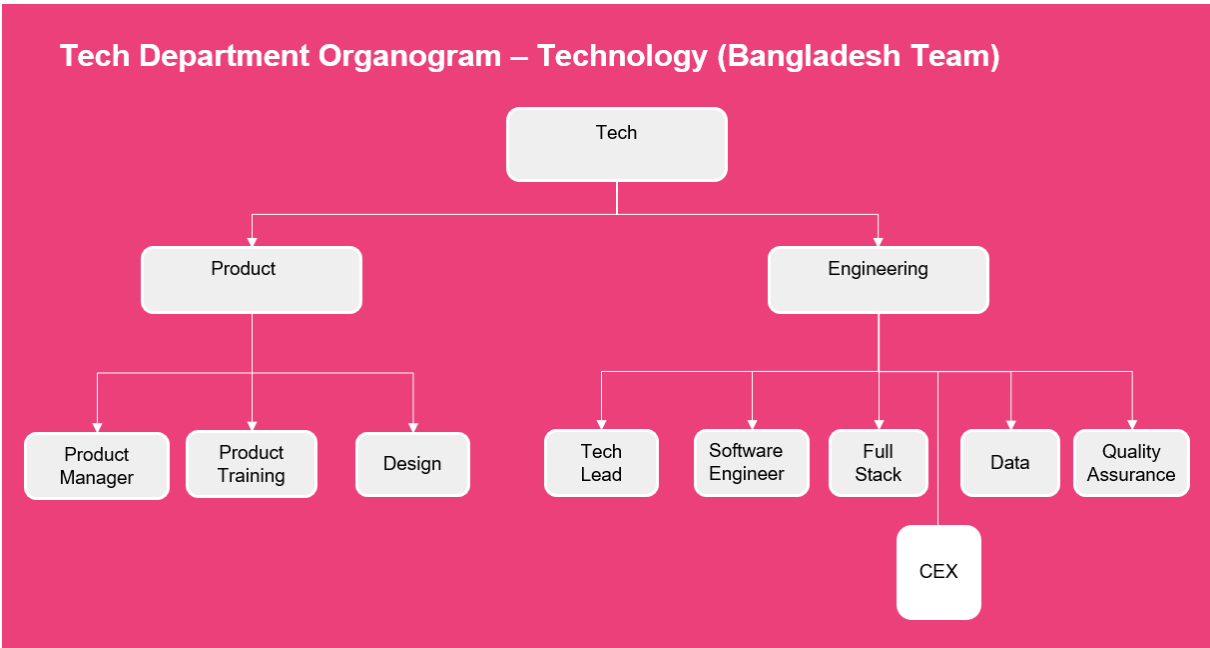 Tech Department Organogram – Technology (Bangladesh Team)
Tech
Product
Engineering
Product
Manager
Product
Training
Design
Tech
Lead
Software
Engineer
Full
Stack
Data
Quality
Assurance
CEX